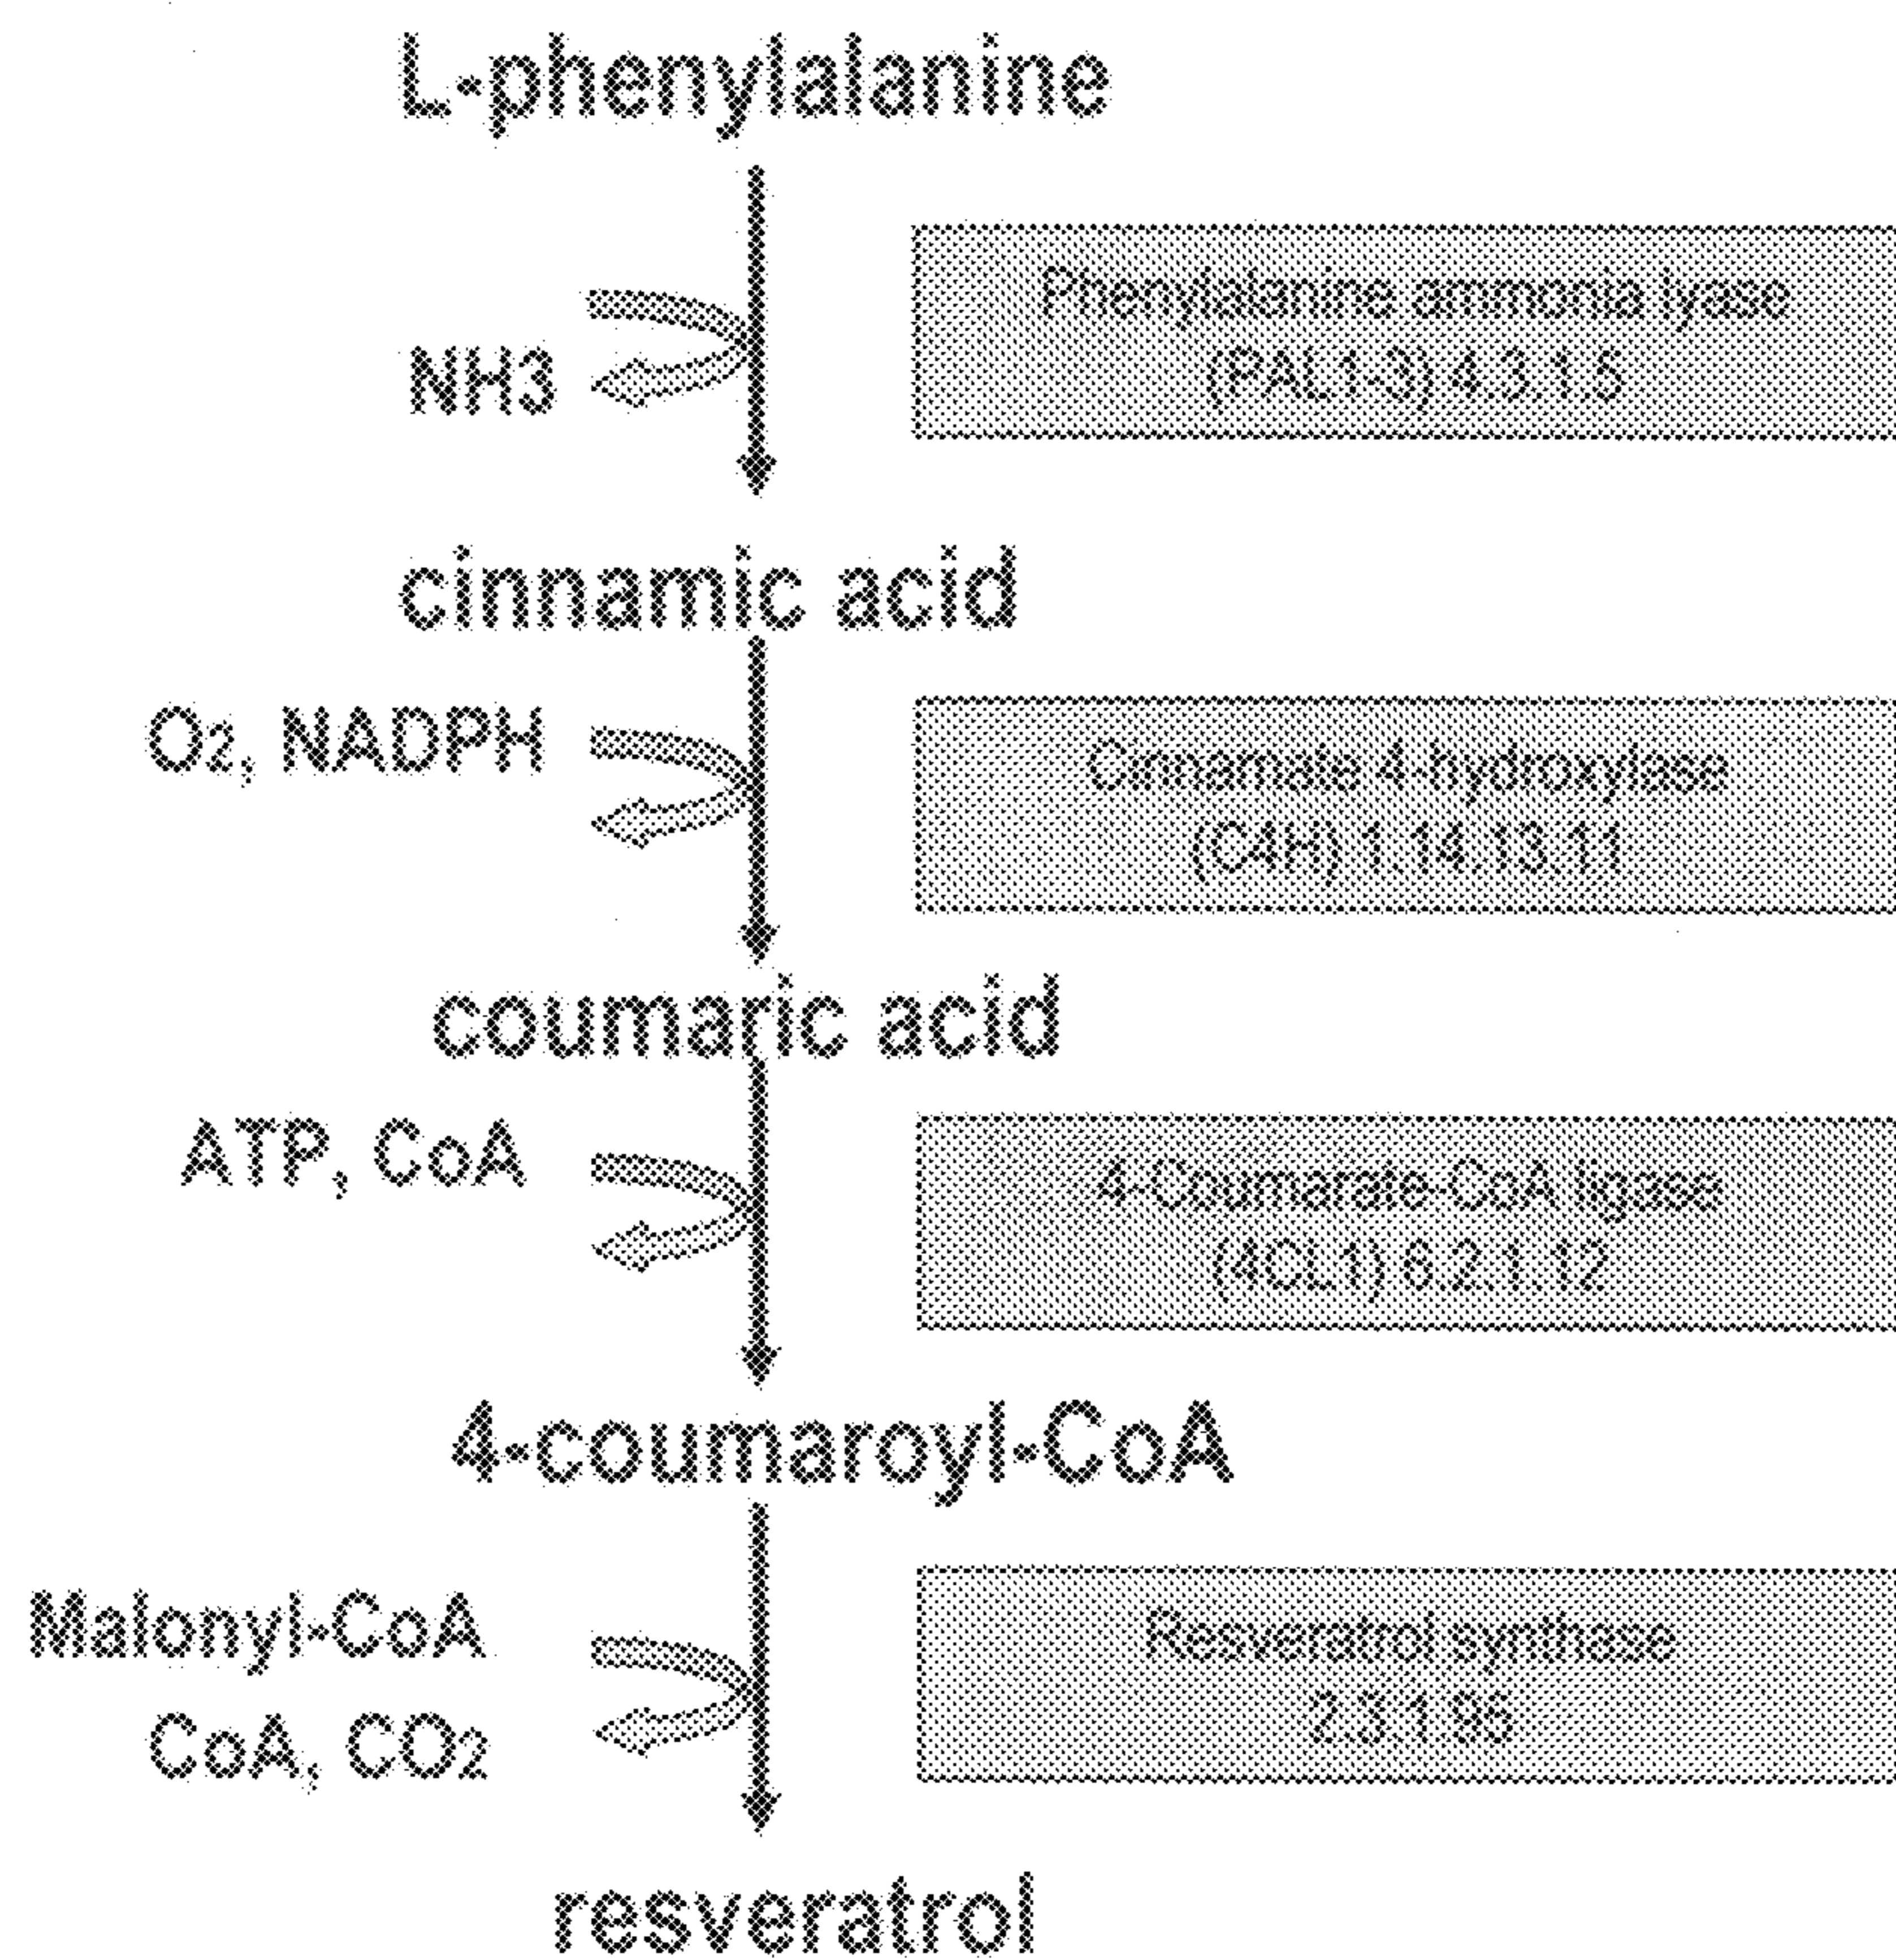 L-phenylalanine
NH3
Phenylalanine ammonia lyase
(PAL1-3) 4.3.1.5
cinnamic acid
O2, NADPH
Cinnamate 4-hydroxylase
(C4H) 1.14.13.11
coumaric acid
ATP, CoA
4-Coumarate-CoA ligase
(4CL1) 6.2.1.12
4-coumaroyl-CoA
Malonyl-CoA
CoA, CO2
Resveratrol synthase
2.3.1.95
resveratrol